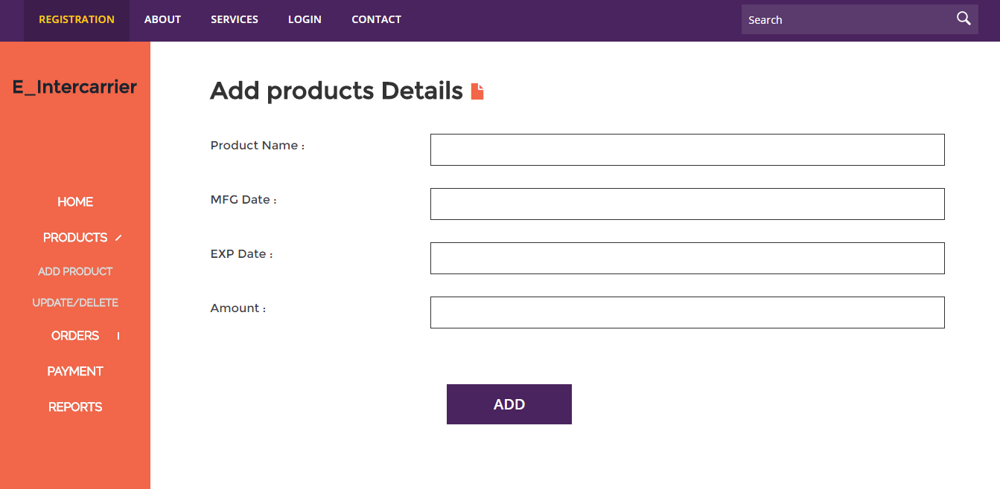 REGISTRATION ABOUT SERVICES LOGIN CONTACT Search
E_Intercarrier
HOME
PRODUCTS
ADD PRODUCT
UPDATE/DELETE
ORDERS
PAYMENT
REPORTS
Add products Details
Product Name :
MFG Date :
EXP Date :
Amount :
ADD